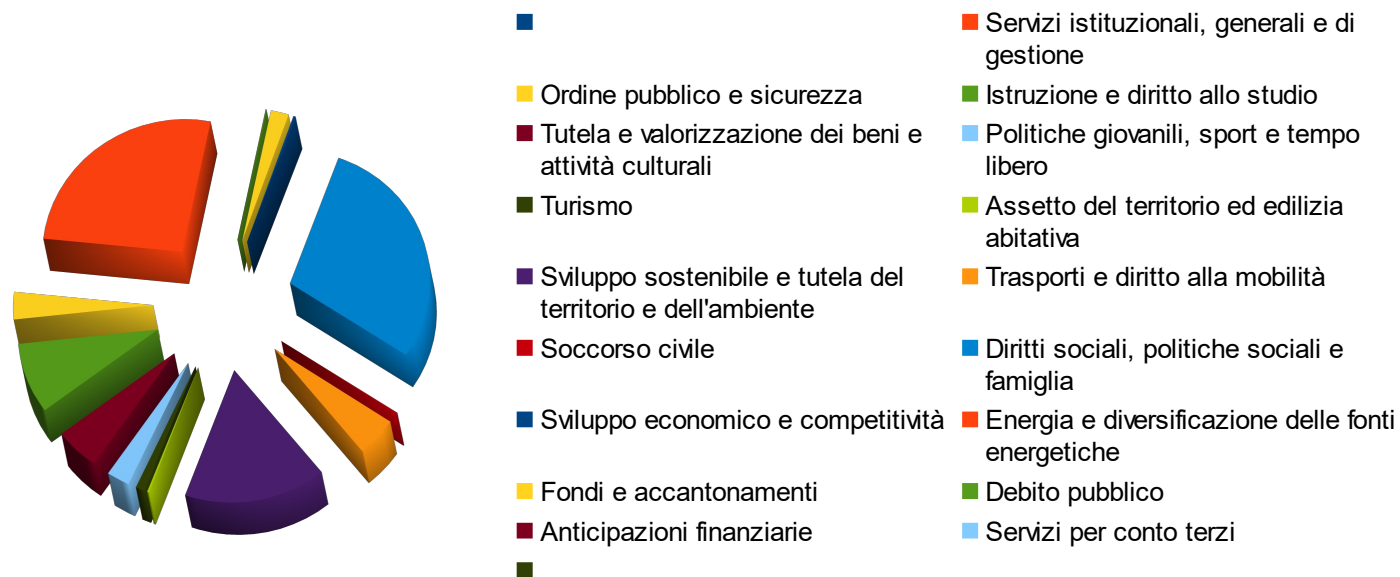 Servizi istituzionali, generali e di
gestione
Ordine pubblico e sicurezza
Istruzione e diritto allo studio
Tutela e valorizzazione dei beni e
attività culturali
Politiche giovanili, sport e tempo
libero
Turismo
Assetto del territorio ed edilizia
abitativa
Sviluppo sostenibile e tutela del
territorio e dell'ambiente
Trasporti e diritto alla mobilità
Soccorso civile
Diritti sociali, politiche sociali e
famiglia
Sviluppo economico e competitività
Energia e diversificazione delle fonti
energetiche
Fondi e accantonamenti
Debito pubblico
Anticipazioni finanziarie
Servizi per conto terzi